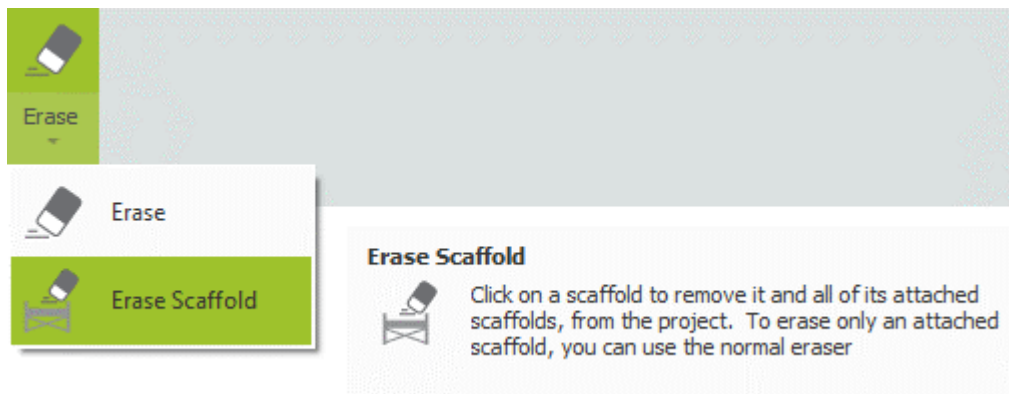 Erase
Erase
Erase Scaffold
Erase Scaffold
Click on a scaffold to remove it and all of its attached
scaffolds, from the project.  To erase only an attached
scaffold, you can use the normal eraser